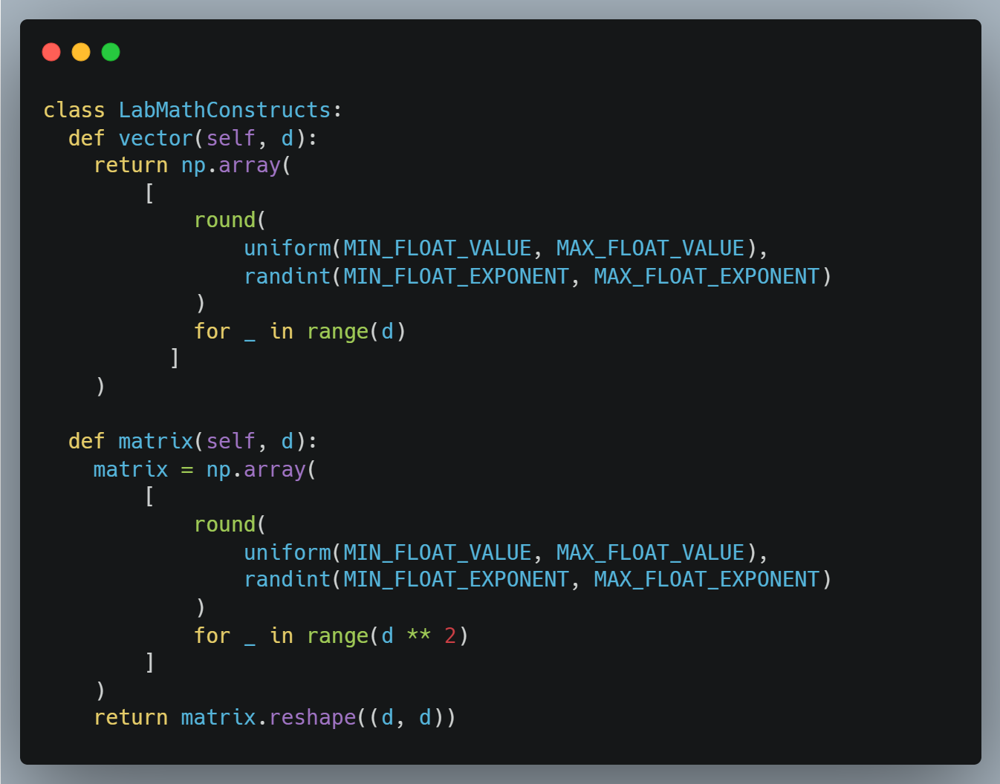 class LabMathConstructs:
  def vector(self, d):
    return np.array(
        [
            round(
                uniform(MIN_FLOAT_VALUE, MAX_FLOAT_VALUE),
                randint(MIN_FLOAT_EXPONENT, MAX_FLOAT_EXPONENT)
            )
            for _ in range(d)
          ]
    )

  def matrix(self, d):
    matrix = np.array(
        [
            round(
                uniform(MIN_FLOAT_VALUE, MAX_FLOAT_VALUE),
                randint(MIN_FLOAT_EXPONENT, MAX_FLOAT_EXPONENT)
            )
            for _ in range(d ** 2)
        ]
    )
    return matrix.reshape((d, d))